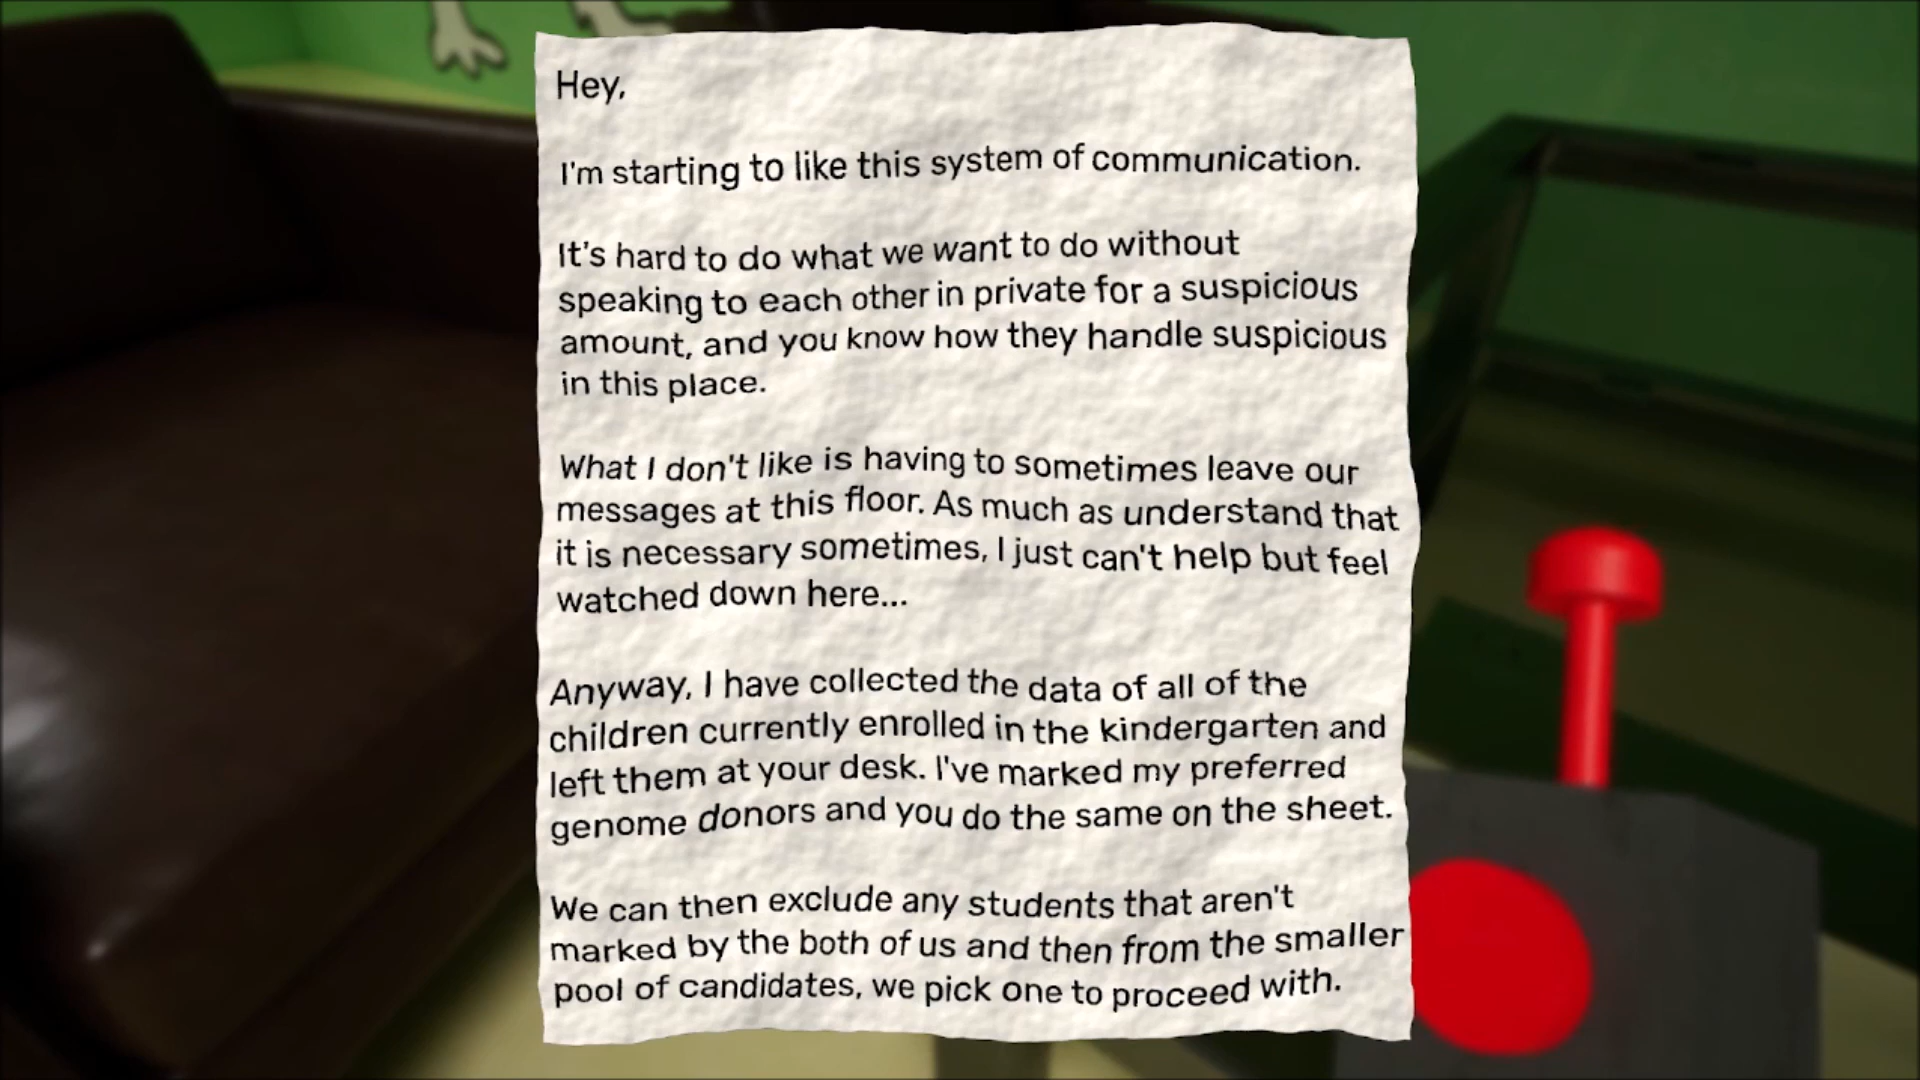 Hey,
I'm starting to like this system of communication.
It's hard to do what we want to do without
speaking to each other in private for a suspicious
amount, and you know how they handle suspicious
in this place.
What I don't like is having to sometimes leave our
messages at this floor. As much as understand that
it is necessary sometimes, I just can't help but feel
watched down here...
Anyway, I have collected the data of all of the
children currently enrolled in the kindergarten and
left them at your desk. I've marked my preferred
genome donors and you do the same on the sheet.
We can then exclude any students that aren't
marked by the both of us and then from the smaller
pool of candidates, we pick one to proceed with.